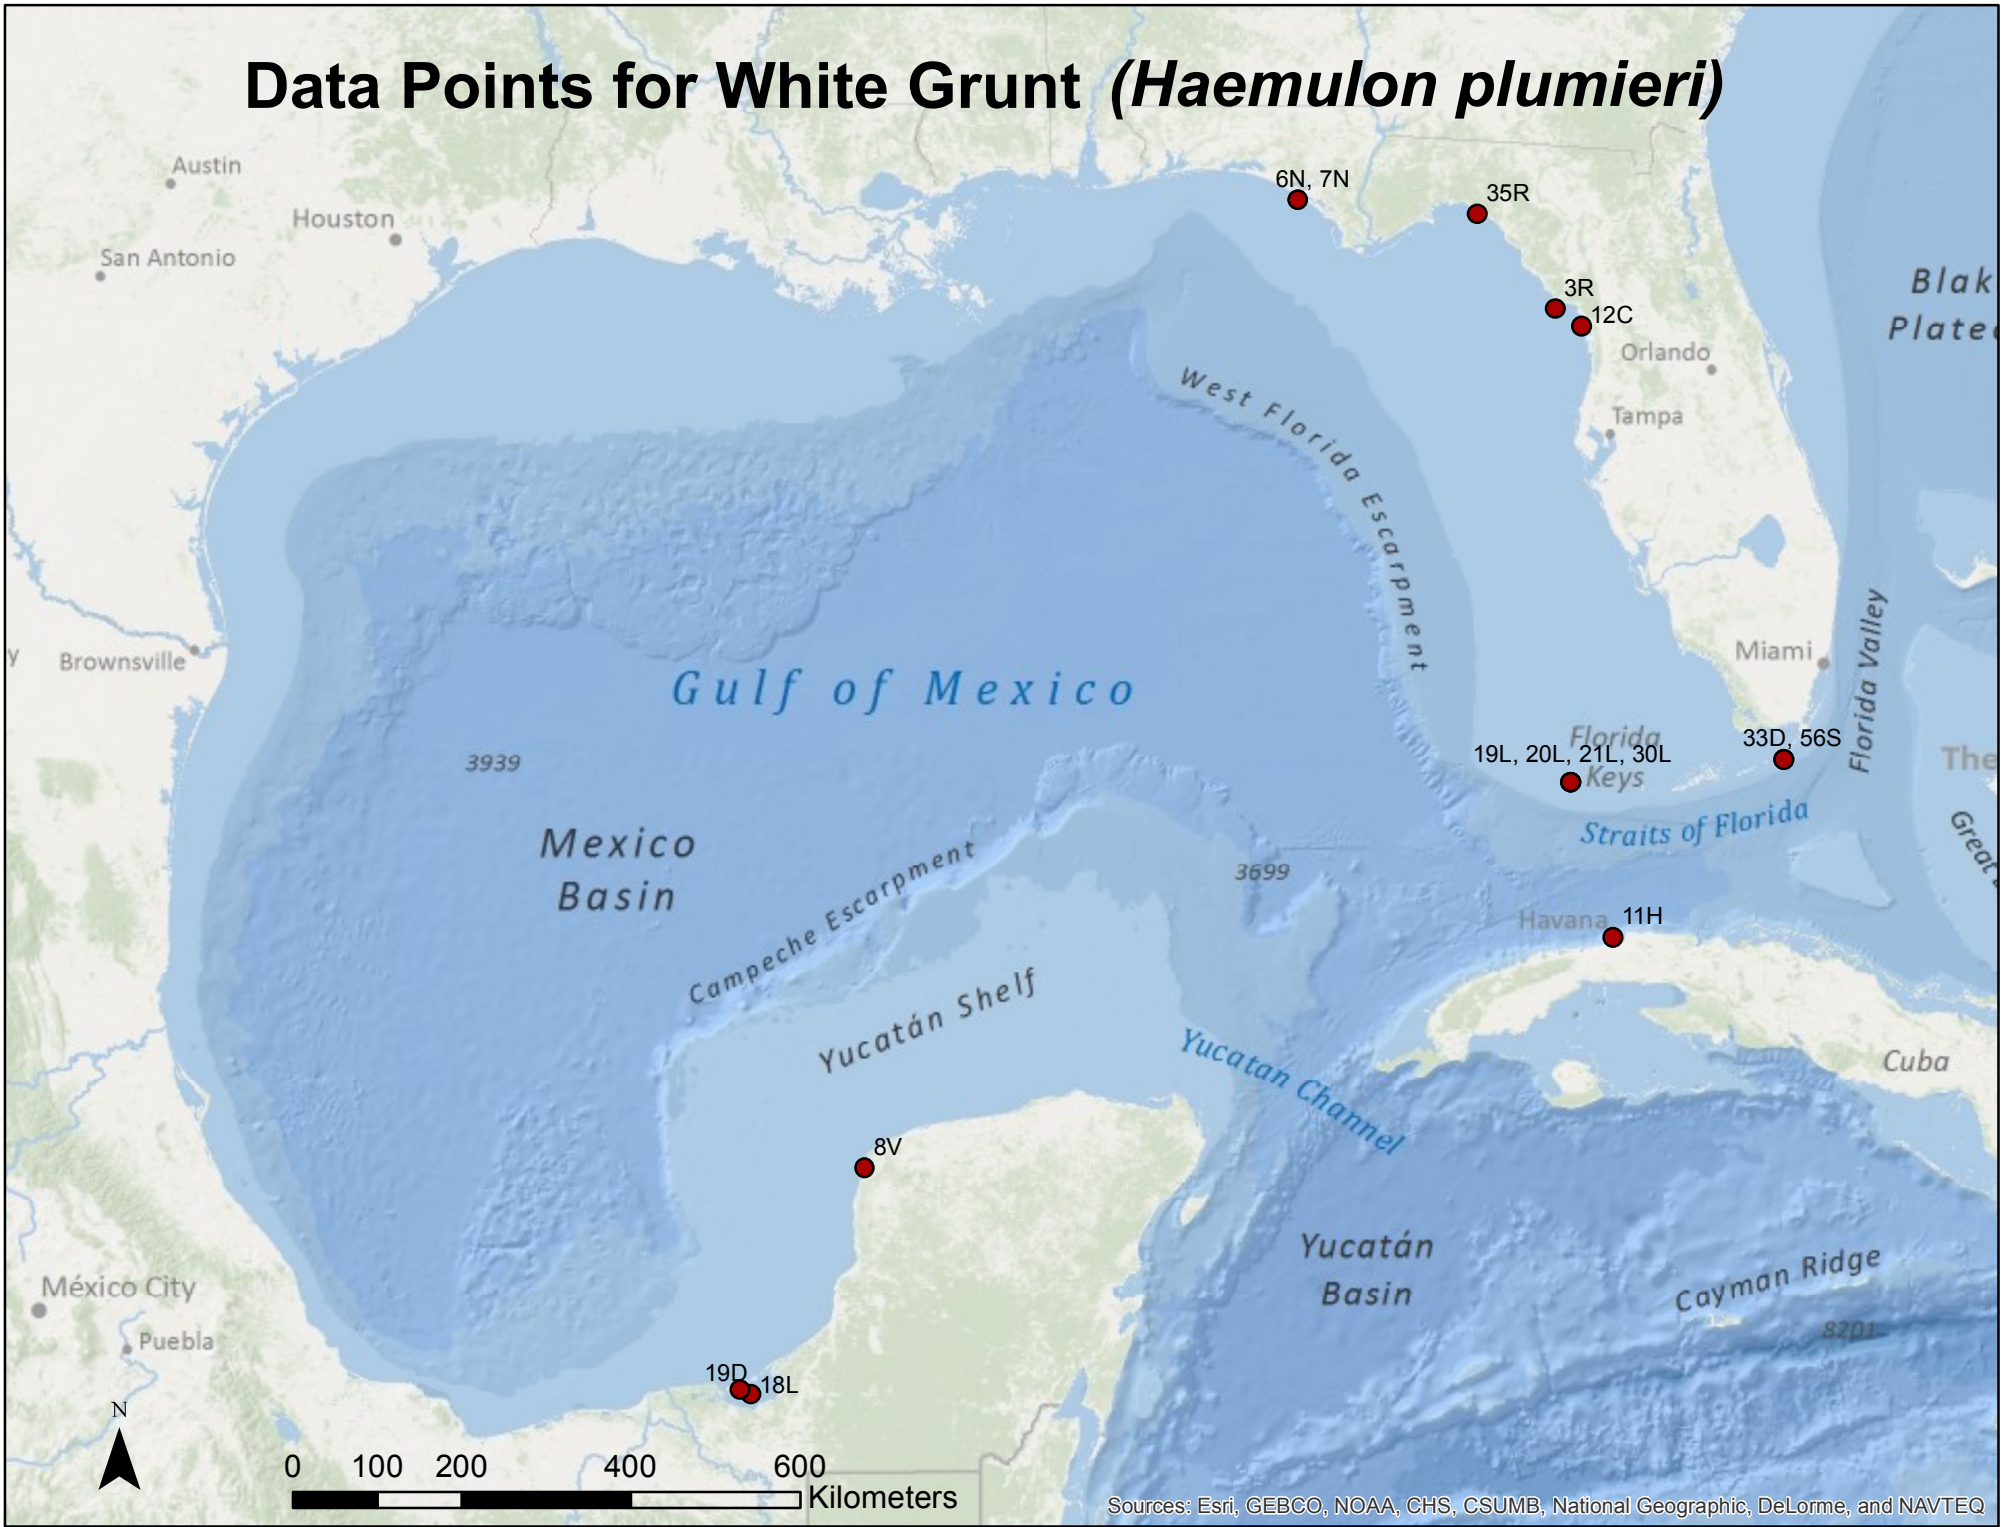 Data Points for White Grunt (Haemulon plumieri)
Austin
Houston
San Antonio
6N, 7N
35R
3R
12C
Blak
Plate
Orlando
Tampa
West Florida Escarpment
y
Brownsville
Miami
Florida Valley
Gulf of Mexico
3939
Florida
Keys
19L, 20L, 21L, 30L
33D, 56S
The
Straits of Florida
Great
Mexico
Basin
Campeche Escarpment
3699
Havana
11H
Yucatán Shelf
Yucatan Channel
Cuba
8V
Yucatán
Basin
Cayman Ridge
8201
México City
Puebla
19D
18L
N
0 100 200 400 600
Kilometers
Sources: Esri, GEBCO, NOAA, CHS, CSUMB, National Geographic, DeLorme, and NAVTEQ